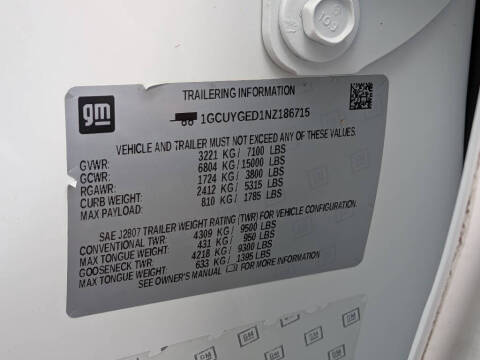 109
gm
TRAILERING INFORMATION
1GCUYGED1NZ186715
VEHICLE AND TRAILER MUST NOT EXCEED ANY OF THESE VALUES.
GVWR: 3221 KG/ 7100 LBS
GCWR: 6804 KG/15000 LBS
RGAWR: 1724 KG/ 3800 LBS
CURB WEIGHT: 2412 KG/ 5315 LBS
MAX PAYLOAD: 810 KG/ 1785 LBS
SAE J2807 TRAILER WEIGHT RATING (TWR) FOR VEHICLE CONFIGURATION.
CONVENTIONAL TWR: 4309 KG/ 9500 LBS
MAX TONGUE WEIGHT: 431 KG/ 950 LBS
GOOSENECK TWR: 4218 KG/ 9300 LBS
MAX TONGUE WEIGHT: 633 KG/ 1395 LBS
SEE OWNER'S MANUAL FOR MORE INFORMATION